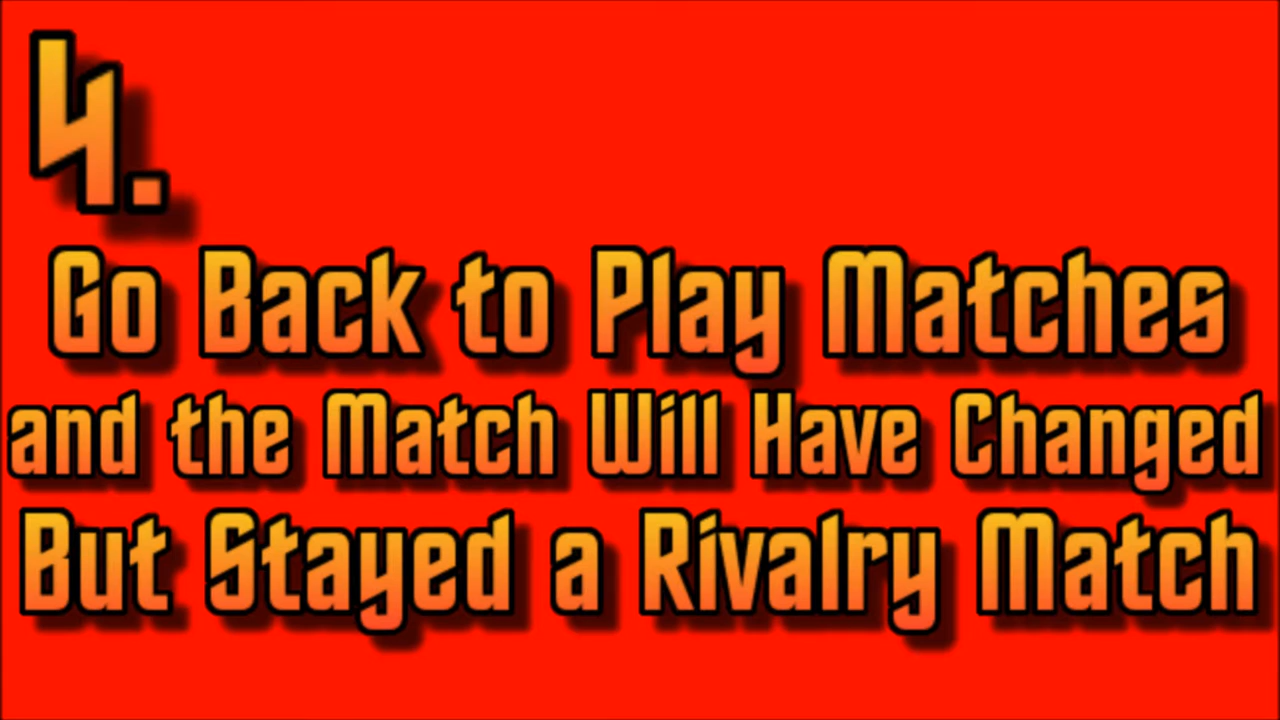 4.
Go Back to Play Matches
and the Match Will Have Changed
But Stayed a Rivalry Match